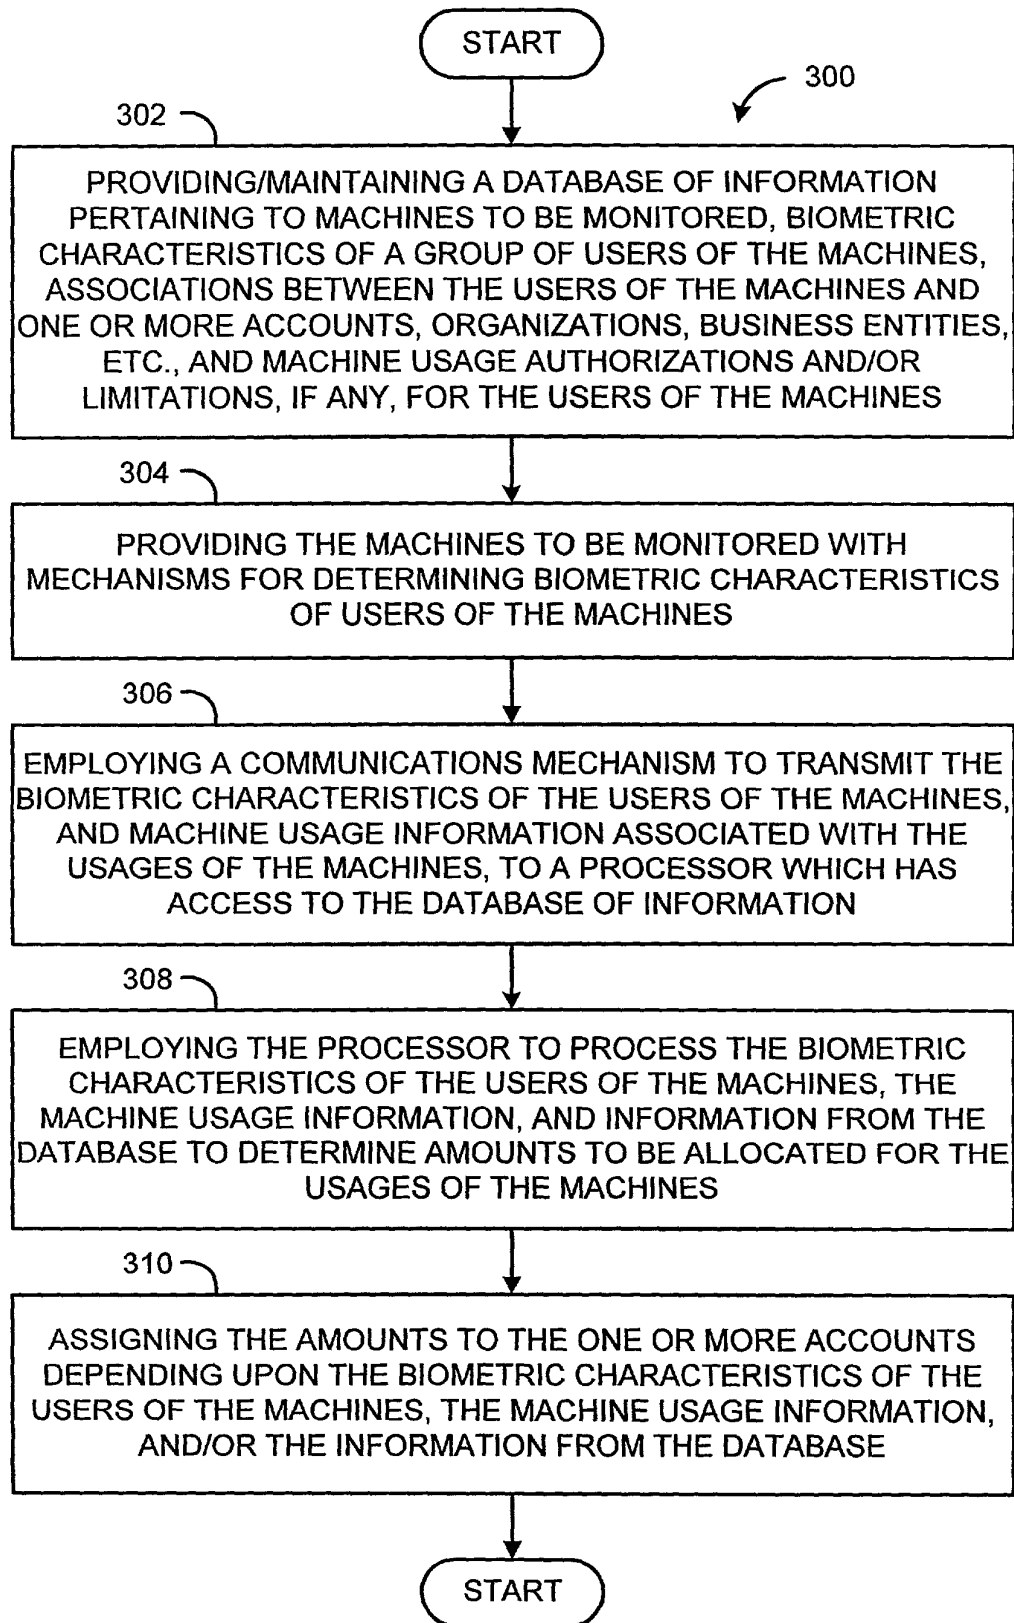 START
300
302
PROVIDING/MAINTAINING A DATABASE OF INFORMATION
PERTAINING TO MACHINES TO BE MONITORED, BIOMETRIC
CHARACTERISTICS OF A GROUP OF USERS OF THE MACHINES,
ASSOCIATIONS BETWEEN THE USERS OF THE MACHINES AND
ONE OR MORE ACCOUNTS, ORGANIZATIONS, BUSINESS ENTITIES,
ETC., AND MACHINE USAGE AUTHORIZATIONS AND/OR
LIMITATIONS, IF ANY, FOR THE USERS OF THE MACHINES
304
PROVIDING THE MACHINES TO BE MONITORED WITH
MECHANISMS FOR DETERMINING BIOMETRIC CHARACTERISTICS
OF USERS OF THE MACHINES
306
EMPLOYING A COMMUNICATIONS MECHANISM TO TRANSMIT THE
BIOMETRIC CHARACTERISTICS OF THE USERS OF THE MACHINES,
AND MACHINE USAGE INFORMATION ASSOCIATED WITH THE
USAGES OF THE MACHINES, TO A PROCESSOR WHICH HAS
ACCESS TO THE DATABASE OF INFORMATION
308
EMPLOYING THE PROCESSOR TO PROCESS THE BIOMETRIC
CHARACTERISTICS OF THE USERS OF THE MACHINES, THE
MACHINE USAGE INFORMATION, AND INFORMATION FROM THE
DATABASE TO DETERMINE AMOUNTS TO BE ALLOCATED FOR THE
USAGES OF THE MACHINES
310
ASSIGNING THE AMOUNTS TO THE ONE OR MORE ACCOUNTS
DEPENDING UPON THE BIOMETRIC CHARACTERISTICS OF THE
USERS OF THE MACHINES, THE MACHINE USAGE INFORMATION,
AND/OR THE INFORMATION FROM THE DATABASE
START